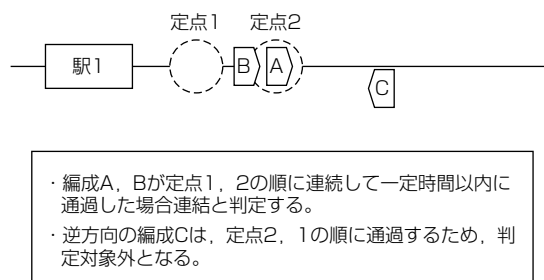 定点1 定点2
駅1 B A
C
・編成A，Bが定点1，2の順に連続して一定時間以内に
通過した場合連結と判定する。
・逆方向の編成Cは，定点2，1の順に通過するため，判
定対象外となる。